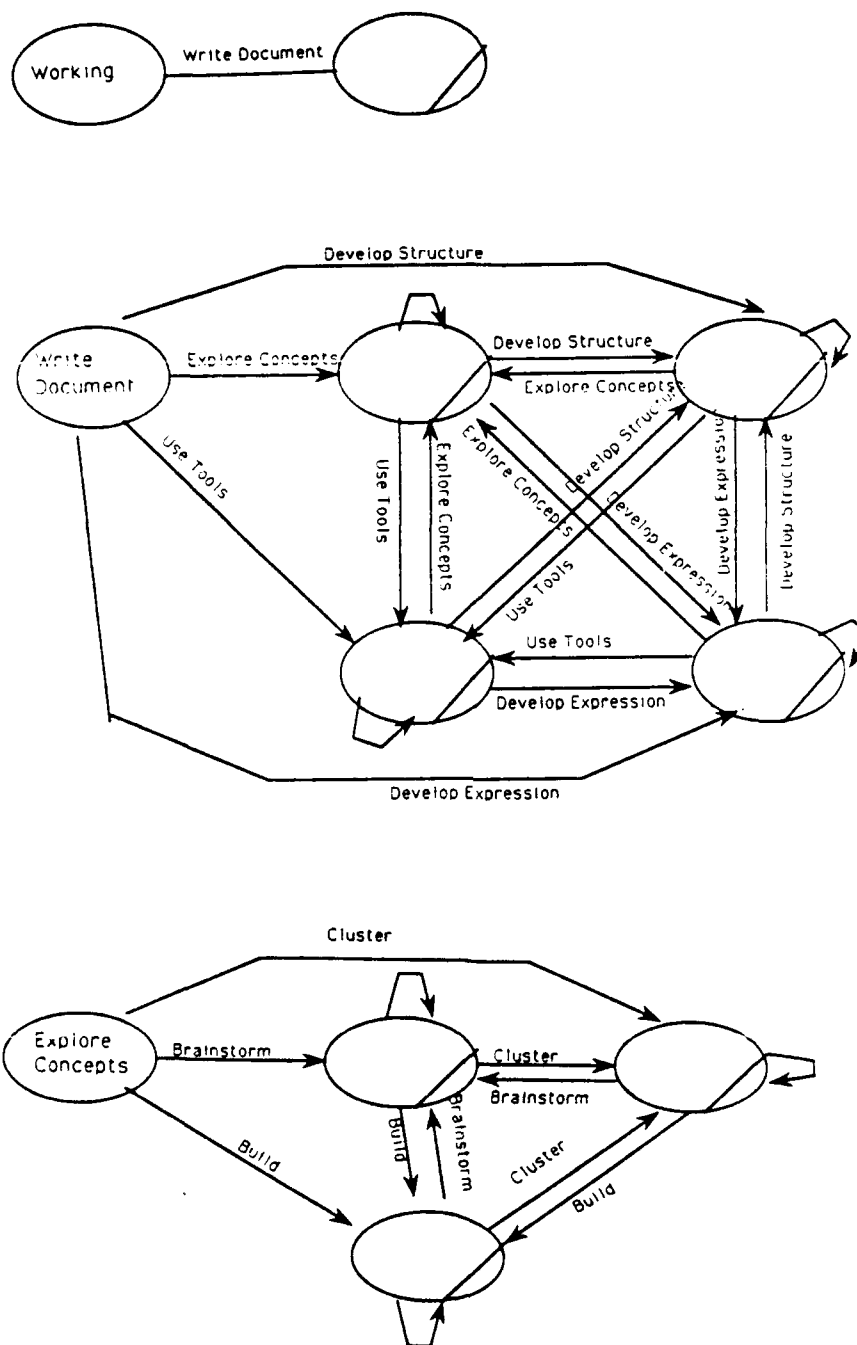 Write Document
Working
Develop Structure
Develop Structure
Write
Document
Explore Concepts
Explore Concepts
Use Tools
Use Tools
Explore Concepts
Explore Concepts
Develop Structure
Develop Expression
Use Tools
Develop Expression
Develop Structure
Use Tools
Develop Expression
Develop Expression
Cluster
Explore
Concepts
Brainstorm
Cluster
Brainstorm
Build
Build
Brainstorm
Cluster
Build